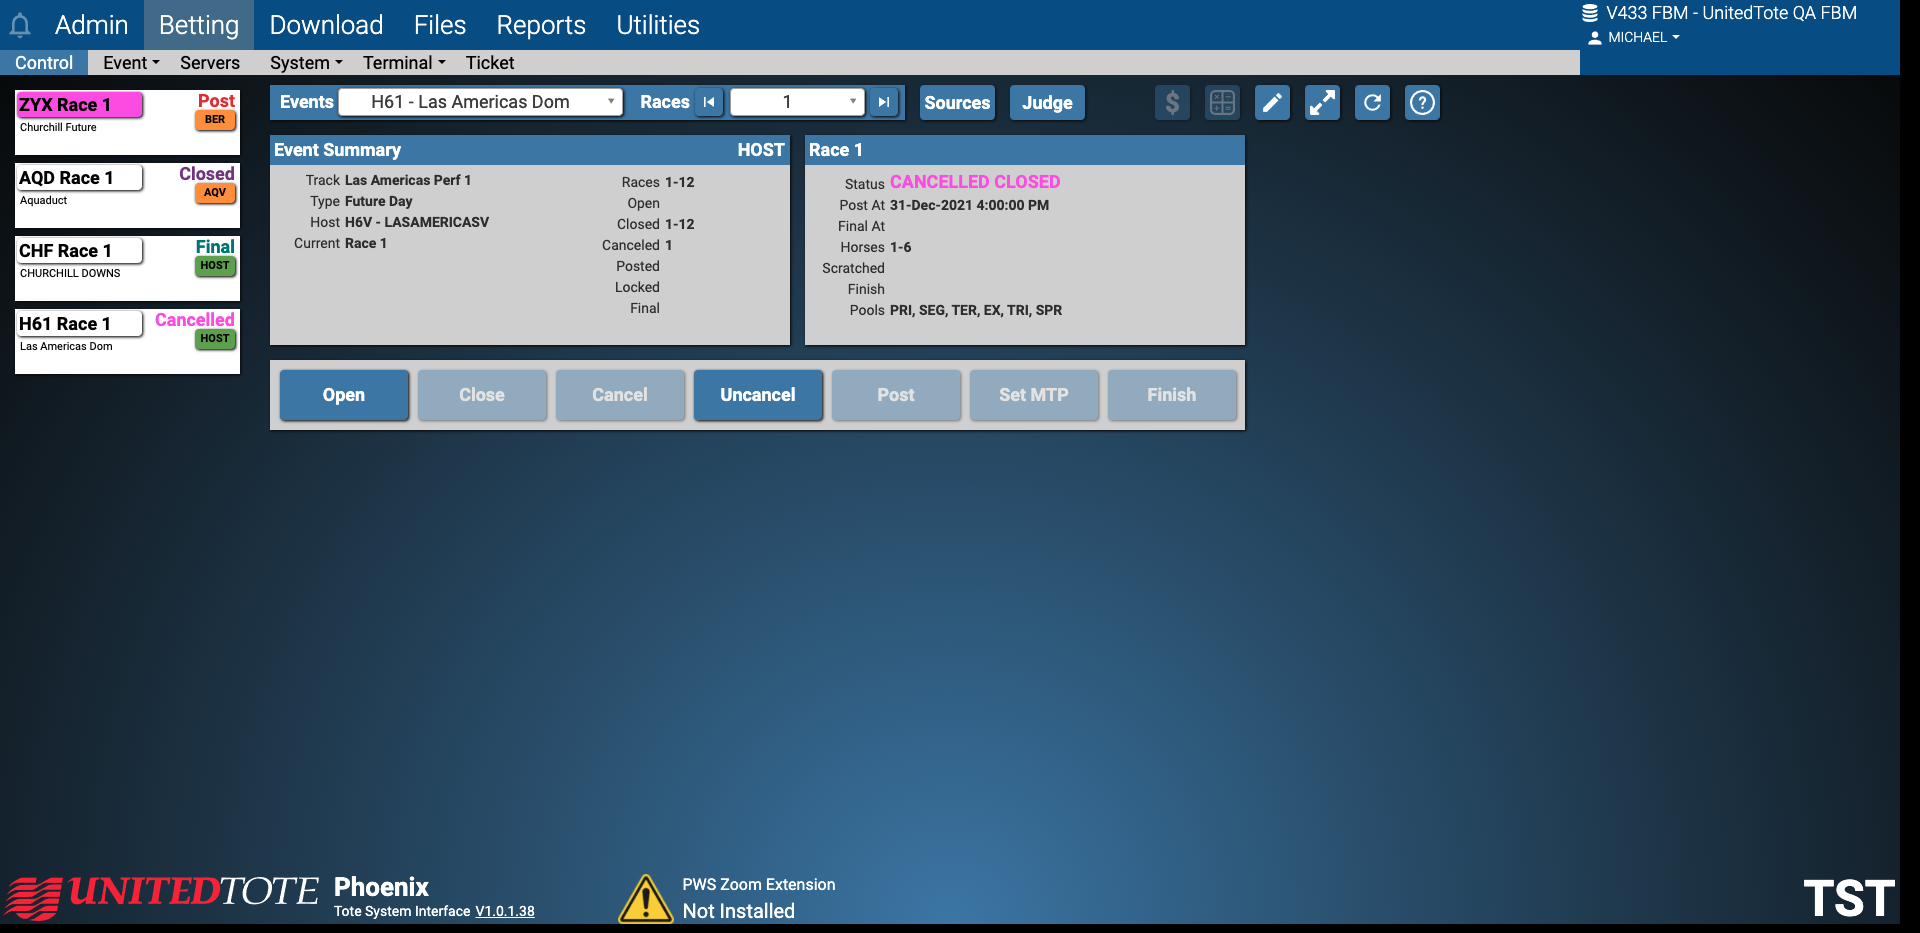 Admin Betting Download Files Reports Utilities
V433 FBM - UnitedTote QA FBM
MICHAEL
Control Event Servers System Terminal Ticket
ZYX Race 1 Post
Churchill Future BER
AQD Race 1 Closed
Aquaduct AQV
CHF Race 1 Final
CHURCHILL DOWNS HOST
H61 Race 1 Cancelled
Las Americas Dom HOST
Events H61 - Las Americas Dom Races 1 Sources Judge
Event Summary HOST
Track Las Americas Perf 1
Type Future Day
Host H6V - LASAMERICASV
Current Race 1
Races 1-12
Open
Closed 1-12
Canceled 1
Posted
Locked
Final
Race 1
Status CANCELLED CLOSED
Post At 31-Dec-2021 4:00:00 PM
Final At
Horses 1-6
Scratched
Finish
Pools PRI, SEG, TER, EX, TRI, SPR
Open Close Cancel Uncancel Post Set MTP Finish
UNITEDTOTE
Phoenix
Tote System Interface V1.0.1.38
PWS Zoom Extension
Not Installed
TST